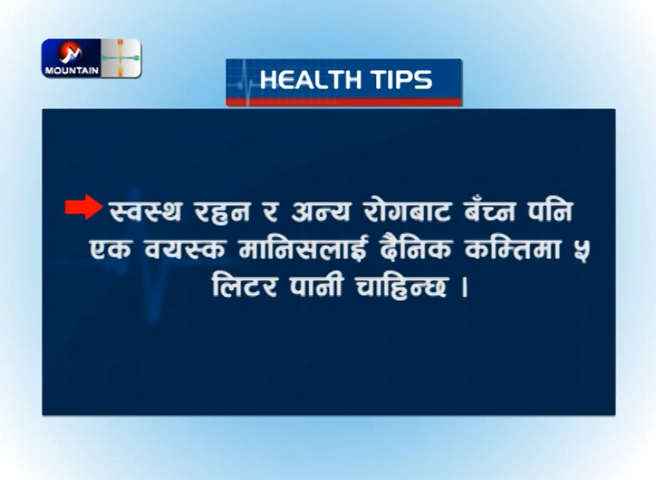 MOUNTAIN
HEALTH TIPS
स्वस्थ रहन र अन्य रोगबाट बँच्न पनि
एक वयस्क मानिसलाई दैनिक कम्तिमा ५
लिटर पानी चाहिन्छ ।